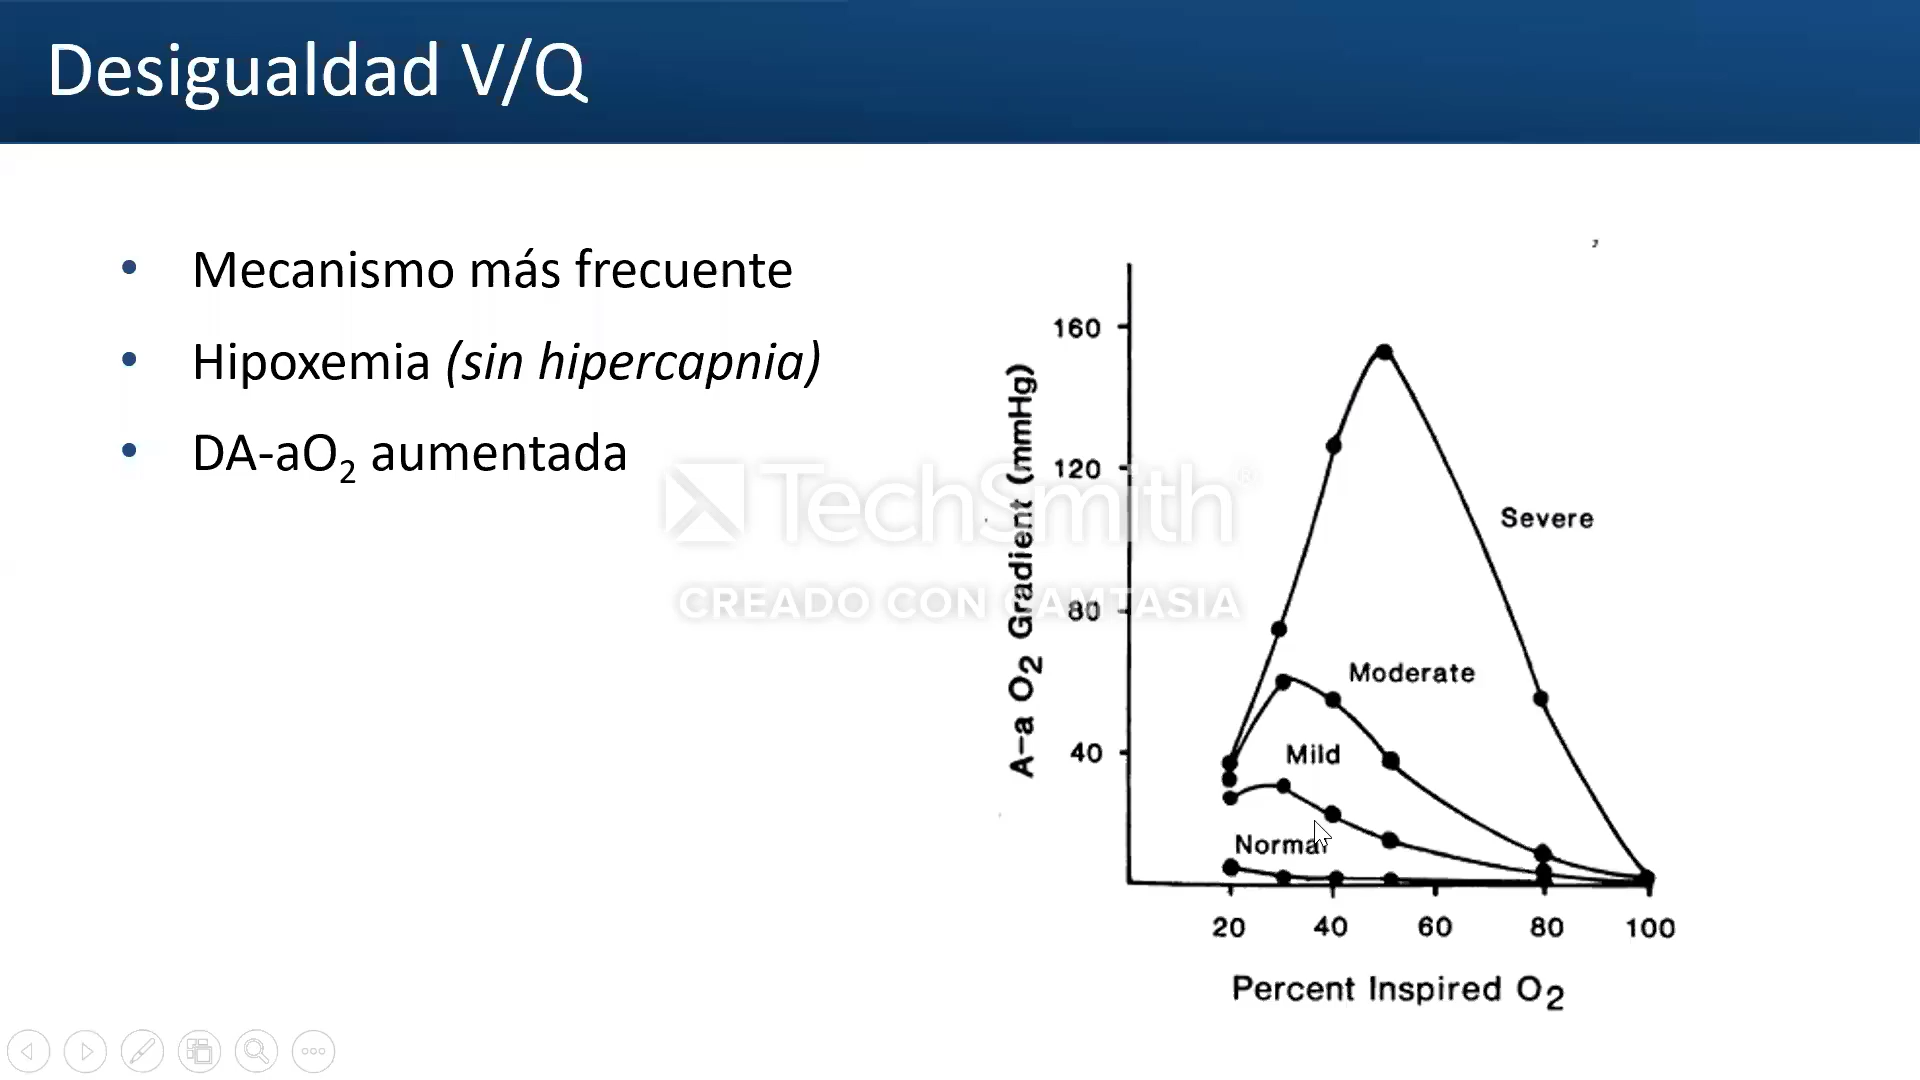 Desigualdad V/Q
• Mecanismo más frecuente
• Hipoxemia (sin hipercapnia)
• DA-aO₂ aumentada
TechSmith®
CREADO CON CAMTASIA
A-a O₂ Gradient (mmHg)
160
120
80
40
Severe
Moderate
Mild
Normal
20 40 60 80 100
Percent Inspired O₂